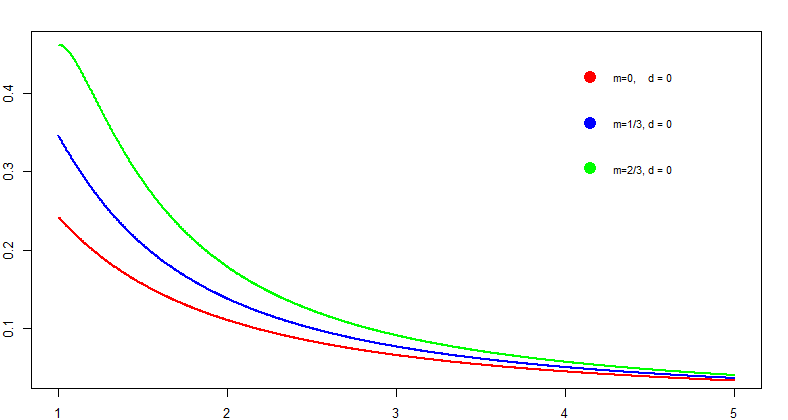 0.4
0.3
0.2
0.1
m=0, d = 0
m=1/3, d = 0
m=2/3, d = 0
1 2 3 4 5